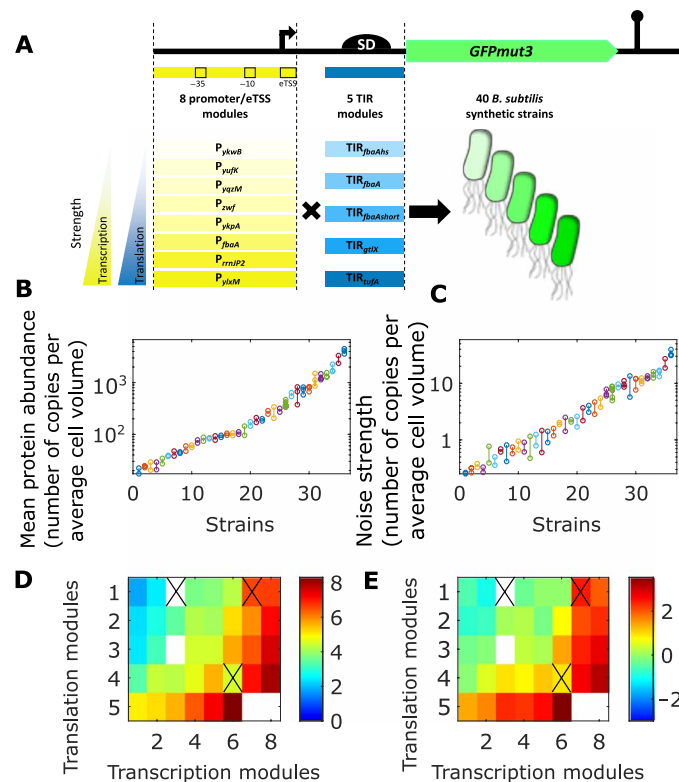 A
SD
GFPmut3
−35
−10
eTSS
8 promoter/eTSS
modules
5 TIR
modules
40 B. subtilis
synthetic strains
Strength
Transcription
Translation
PykwB
PyufK
PyqzM
Pzwf
PykpA
PfbaA
PrrnJP2
PylxM
TIRfbaAhs
TIRfbaA
TIRfbaAshort
TIRgtlX
TIRtufA
B
Mean protein abundance
(number of copies per
average cell volume)
10³
10²
0 10 20 30
Strains
C
Noise strength
(number of copies per
average cell volume)
10
1
0 10 20 30
Strains
D
Translation modules
1
2
3
4
5
2 4 6 8
Transcription modules
8
6
4
2
0
E
Translation modules
1
2
3
4
5
2 4 6 8
Transcription modules
2
0
−2